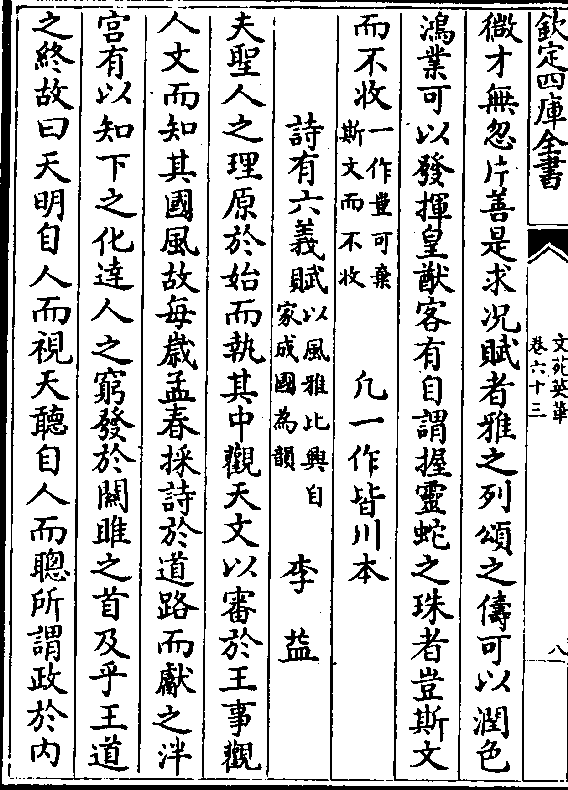 欽定四庫全書
文苑英華
卷六十三
八
微才無忽片善是求况賦者雅之列頌之儔可以潤色
鴻業可以發揮皇猷客有自謂握靈蛇之珠者豈斯文
而不收一作豈可棄
斯文而不收　凡一作皆川本
詩有六義賦以風雅比興自
家成國為韻　李益
夫聖人之理原於始而執其中觀天文以審於王事觀
人文而知其國風故每歲孟春採詩於道路而獻之泮
宫有以知下之化達人之窮發於關雎之首及乎王道
之終故曰天明自人而視天聽自人而聰所謂政於内